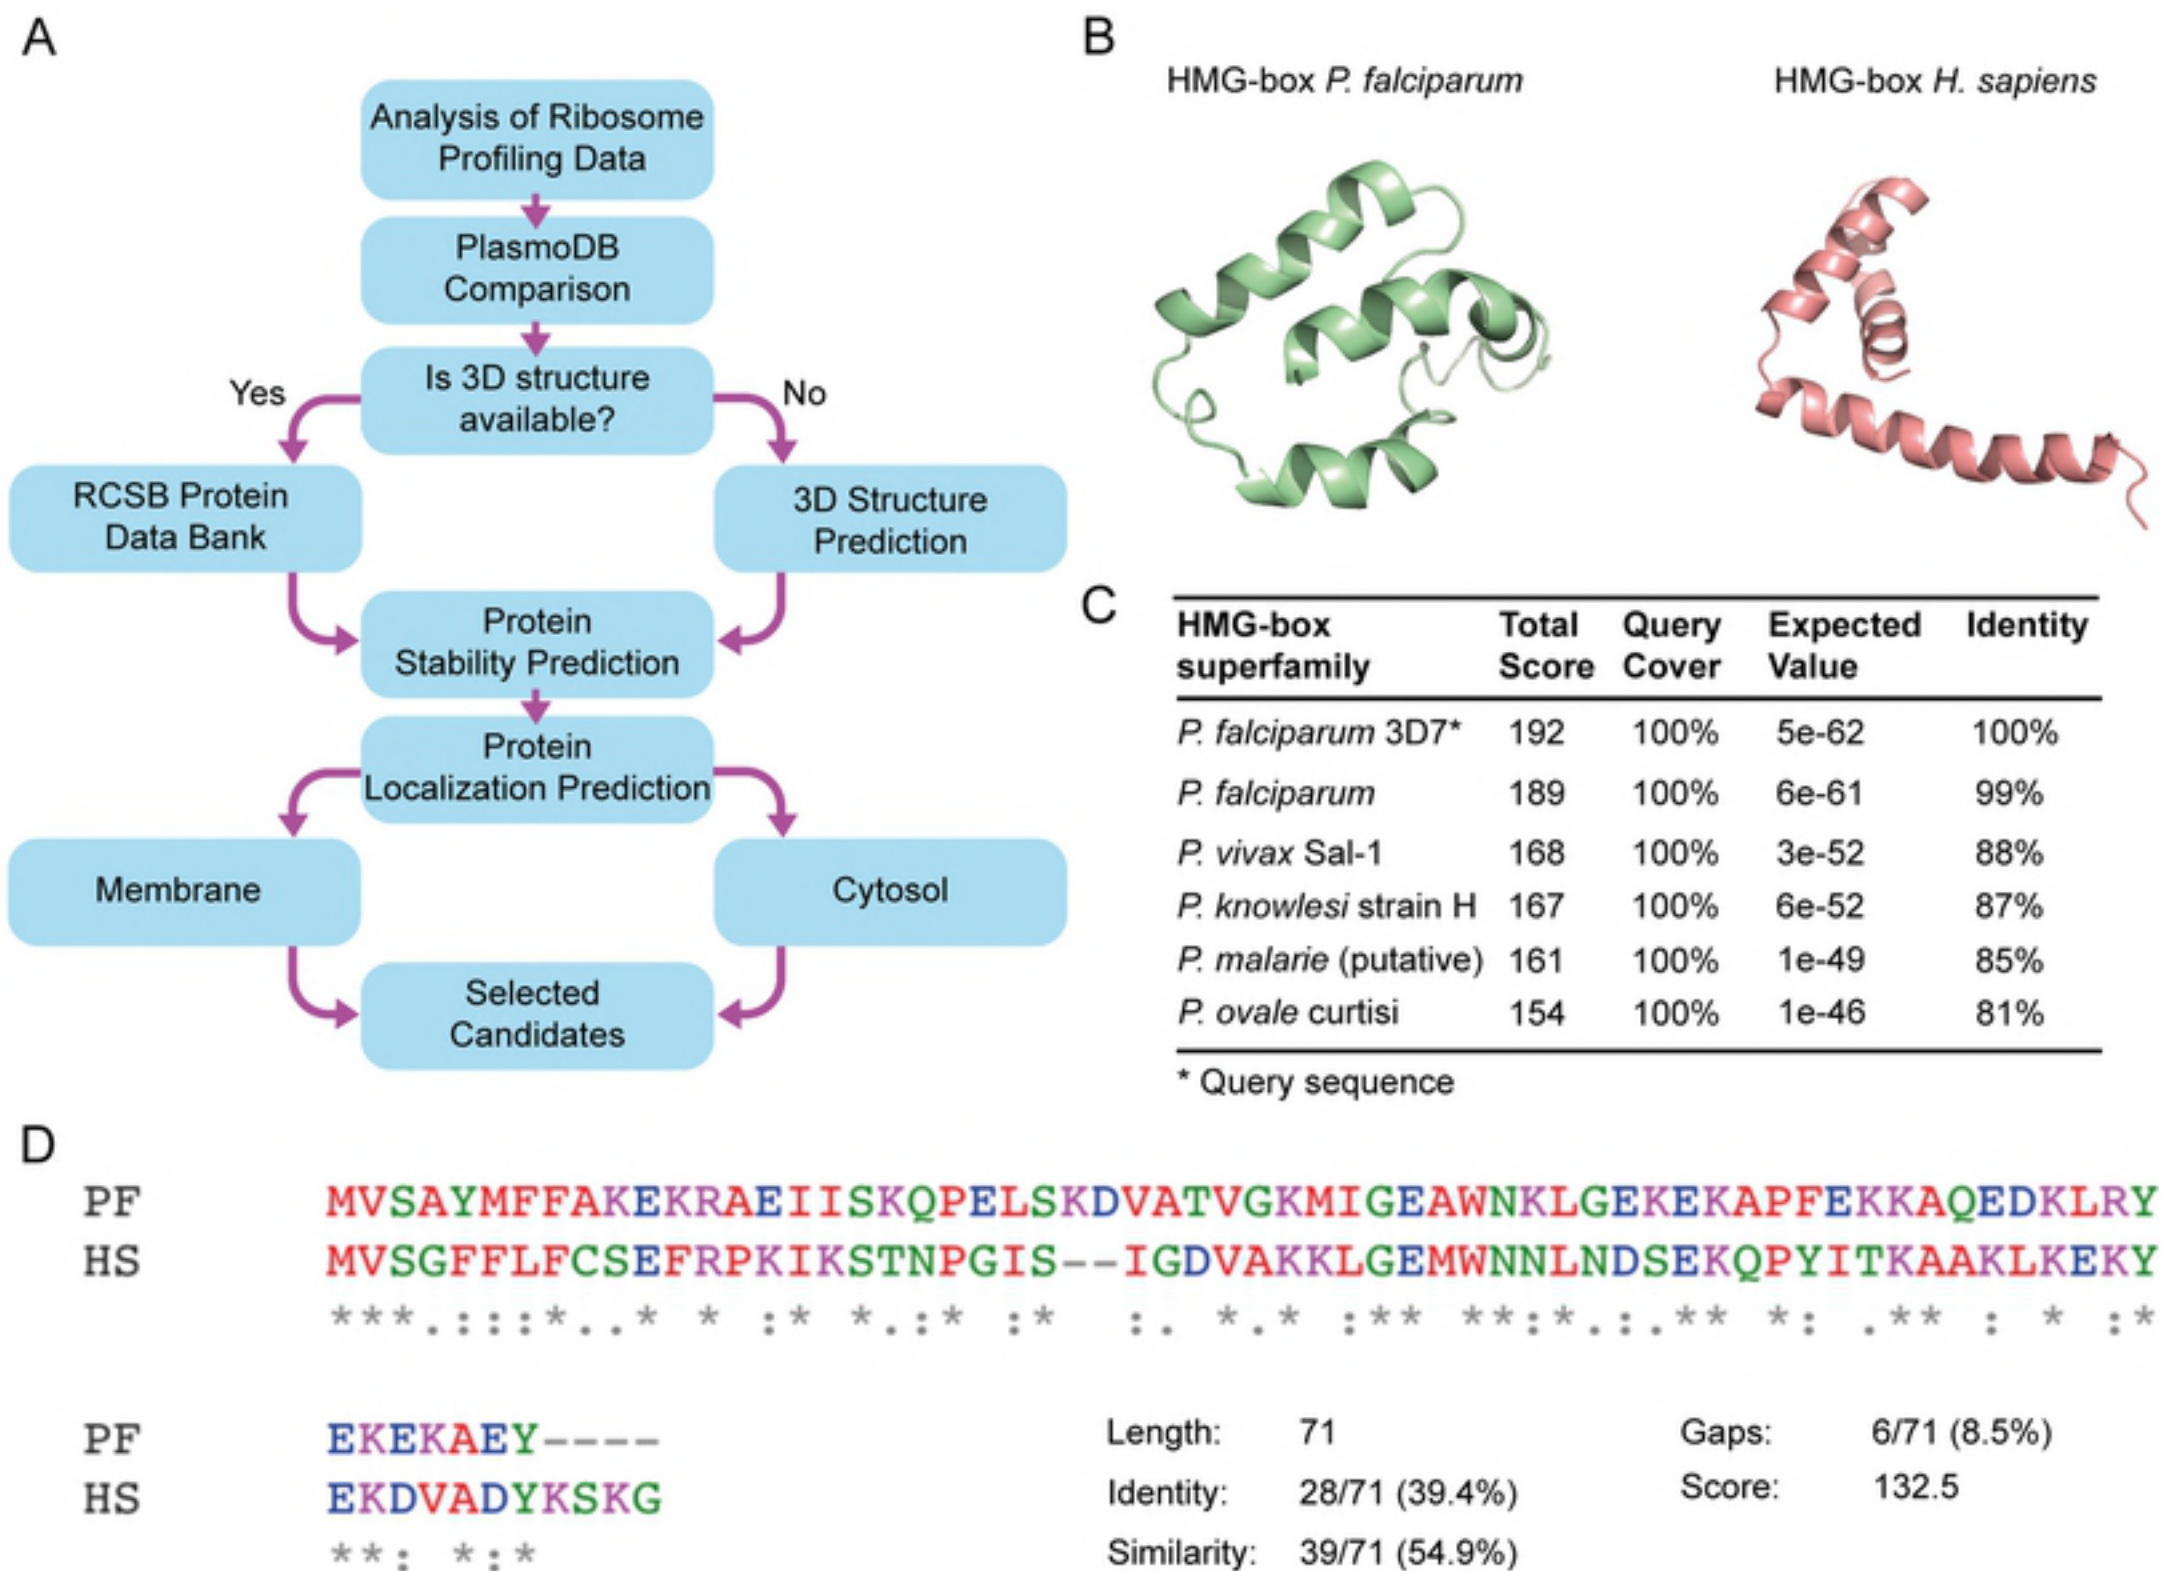 A
Analysis of Ribosome
Profiling Data
PlasmoDB
Comparison
Is 3D structure
available?
Yes
No
RCSB Protein
Data Bank
3D Structure
Prediction
Protein
Stability Prediction
Protein
Localization Prediction
Membrane
Cytosol
Selected
Candidates
B
HMG-box P. falciparum
HMG-box H. sapiens
C
HMG-box superfamily Total Score Query Cover Expected Value Identity
P. falciparum 3D7* 192 100% 5e-62 100%
P. falciparum 189 100% 6e-61 99%
P. vivax Sal-1 168 100% 3e-52 88%
P. knowlesi strain H 167 100% 6e-52 87%
P. malarie (putative) 161 100% 1e-49 85%
P. ovale curtisi 154 100% 1e-46 81%
* Query sequence
D
PF MVSAYMFFAKEKRAEIISKQPELSKDVATVGKMIGEAWNKLGEKEKAPFEKKAQEDKLRY
HS MVSGFFLFCSEFRPKIKSTNPGIS--IGDVAKKLGEMWNNLNDSEKQPYITKAAKLKEKY
***.:::*..* * :* *.:* :* :. *.* :** **:*.:.** *: .** : * :*
PF EKEKAEY----
HS EKDVADYKSKG
**: *:*
Length: 71
Identity: 28/71 (39.4%)
Similarity: 39/71 (54.9%)
Gaps: 6/71 (8.5%)
Score: 132.5